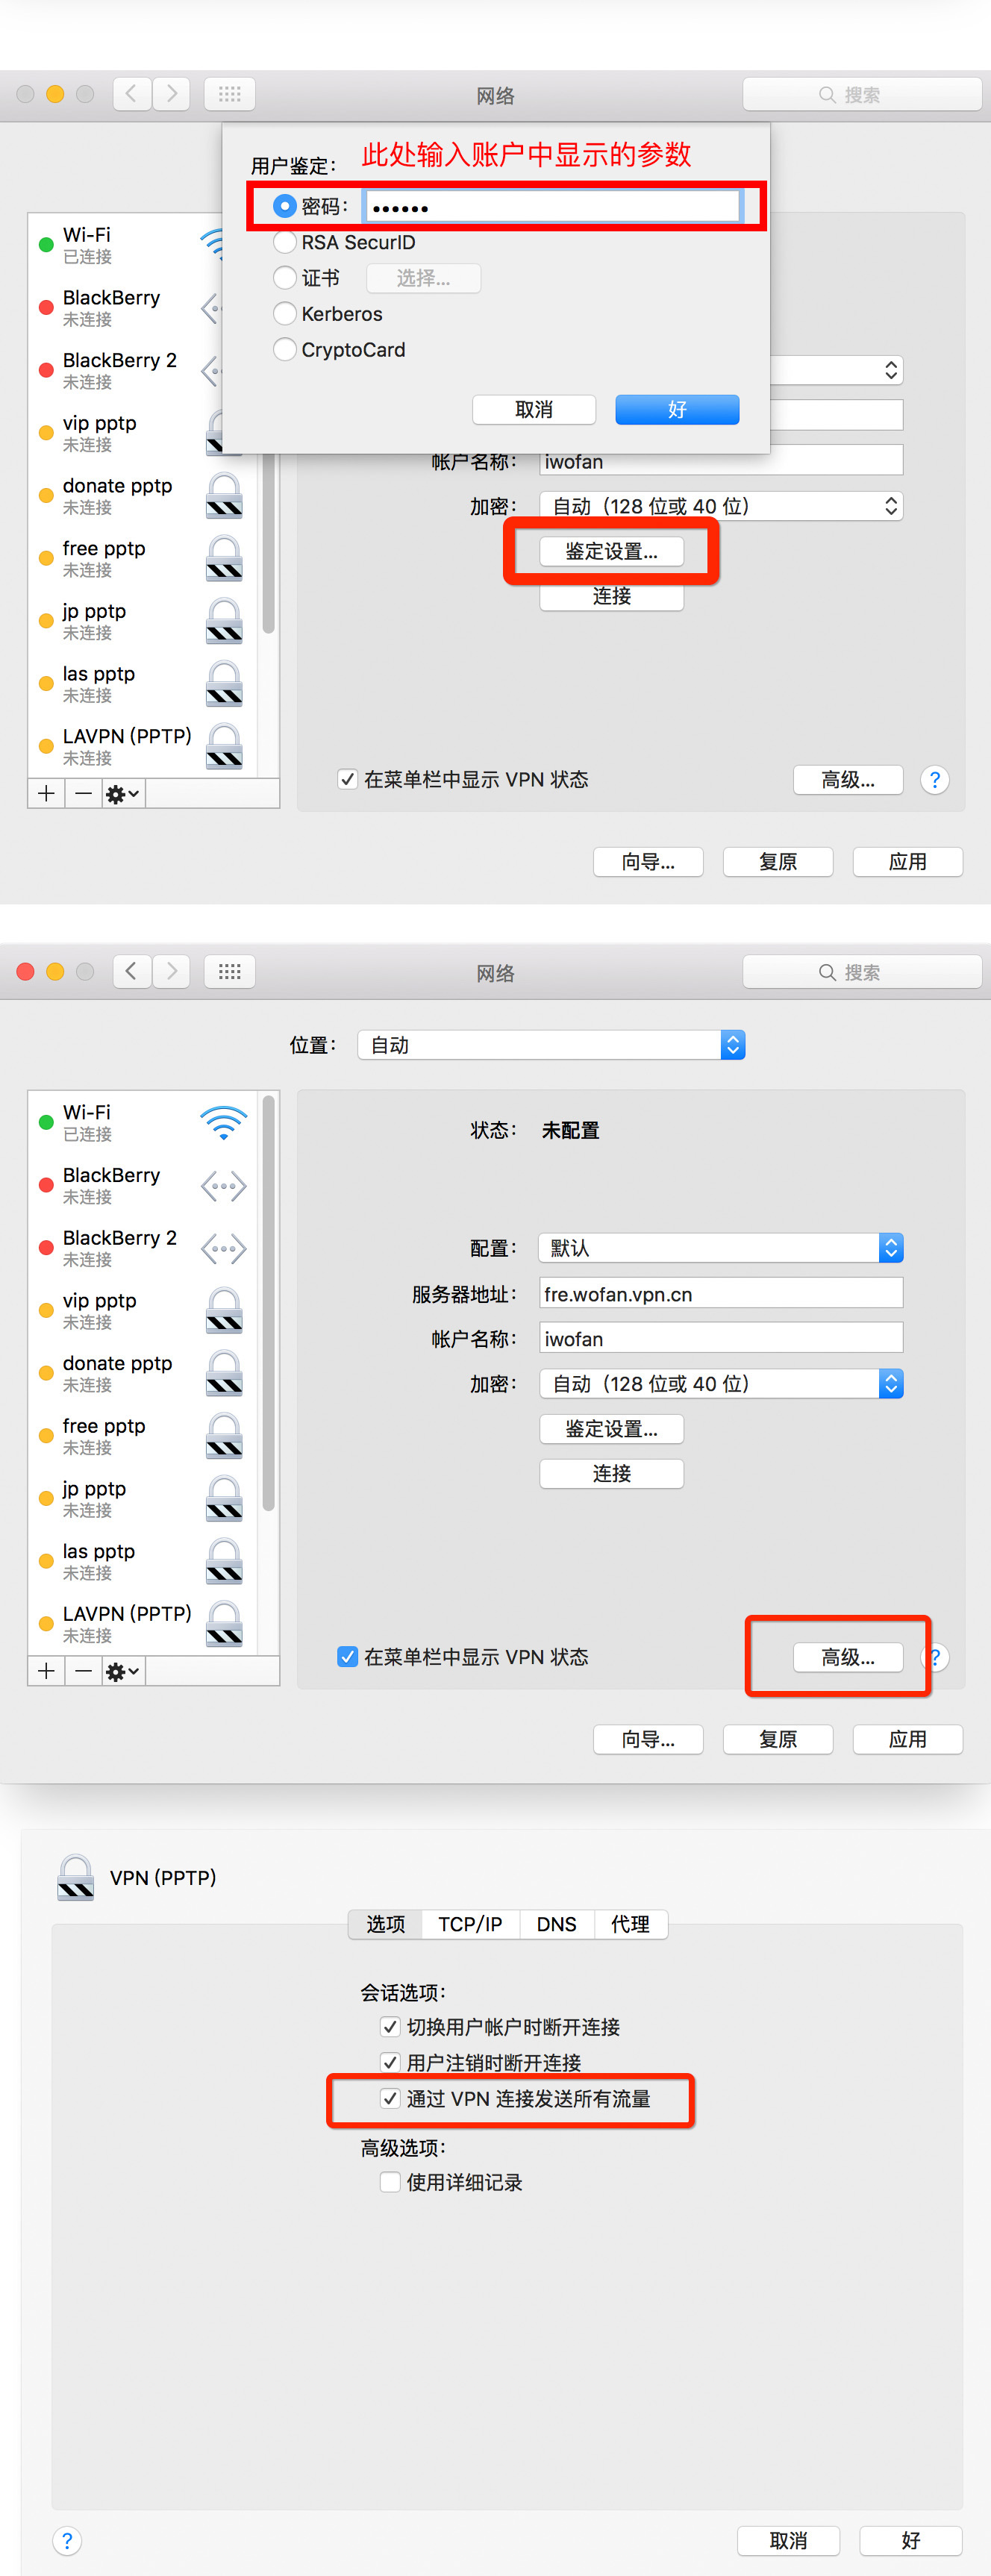 网络
搜索
用户鉴定：
此处输入账户中显示的参数
密码：
••••••
RSA SecurID
证书
选择...
Kerberos
CryptoCard
取消
好
Wi-Fi
已连接
BlackBerry
未连接
BlackBerry 2
未连接
vip pptp
未连接
donate pptp
未连接
free pptp
未连接
jp pptp
未连接
las pptp
未连接
LAVPN (PPTP)
未连接
帐户名称：
iwofan
加密：
自动（128 位或 40 位）
鉴定设置...
连接
在菜单栏中显示 VPN 状态
高级...
?
向导...
复原
应用
网络
搜索
位置：
自动
Wi-Fi
已连接
BlackBerry
未连接
BlackBerry 2
未连接
vip pptp
未连接
donate pptp
未连接
free pptp
未连接
jp pptp
未连接
las pptp
未连接
LAVPN (PPTP)
未连接
状态：
未配置
配置：
默认
服务器地址：
fre.wofan.vpn.cn
帐户名称：
iwofan
加密：
自动（128 位或 40 位）
鉴定设置...
连接
在菜单栏中显示 VPN 状态
高级...
?
向导...
复原
应用
VPN (PPTP)
选项
TCP/IP
DNS
代理
会话选项：
切换用户帐户时断开连接
用户注销时断开连接
通过 VPN 连接发送所有流量
高级选项：
使用详细记录
?
取消
好